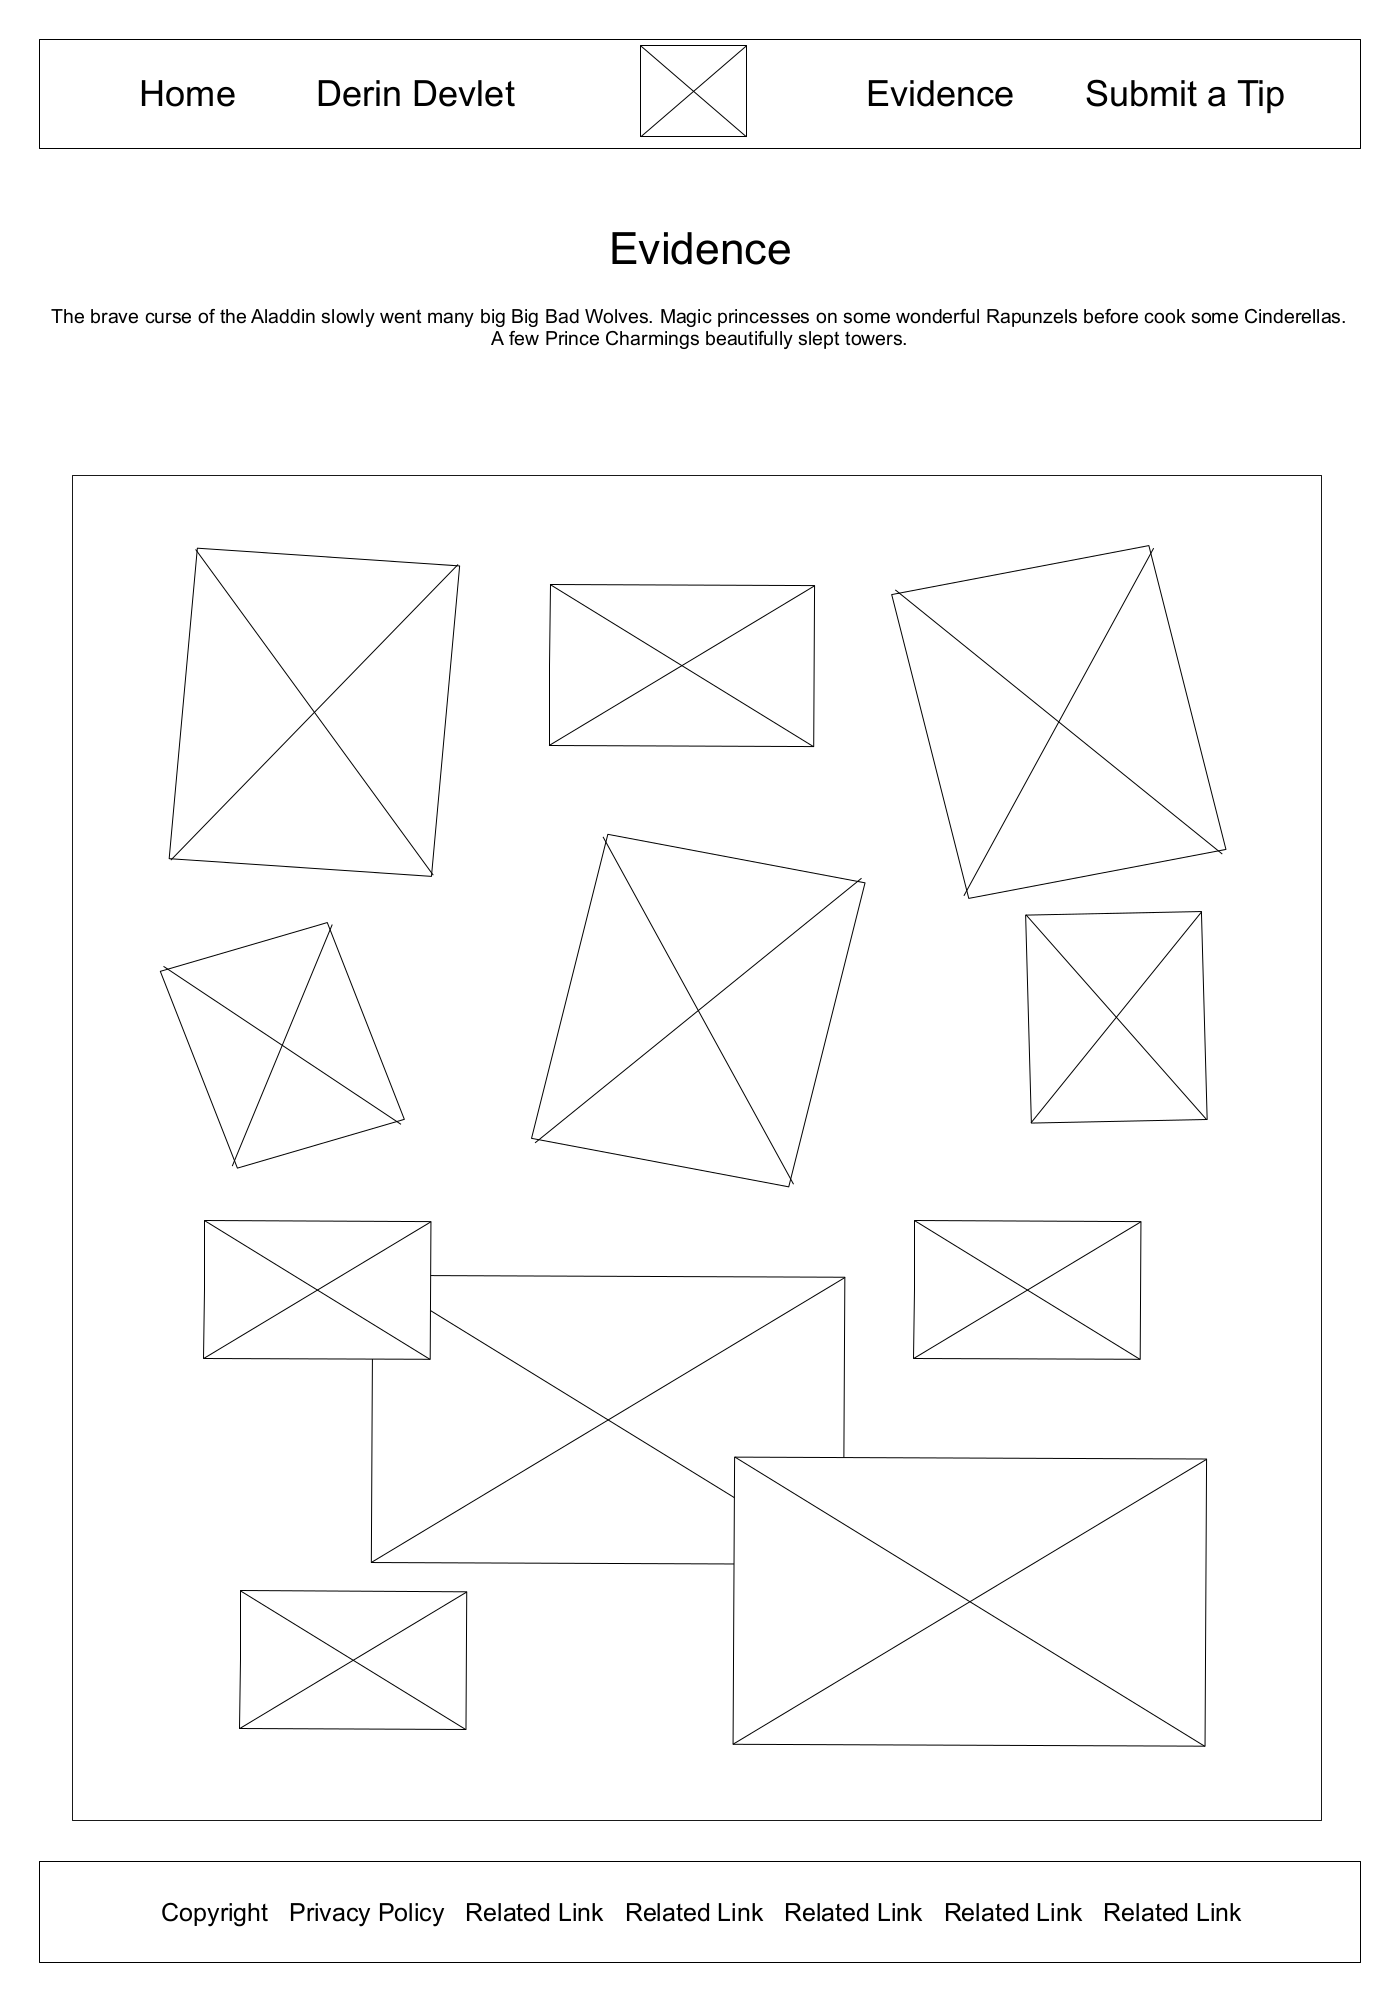 Home Derin Devlet Evidence Submit a Tip
Evidence
The brave curse of the Aladdin slowly went many big Big Bad Wolves. Magic princesses on some wonderful Rapunzels before cook some Cinderellas.
A few Prince Charmings beautifully slept towers.
Copyright Privacy Policy Related Link Related Link Related Link Related Link Related Link